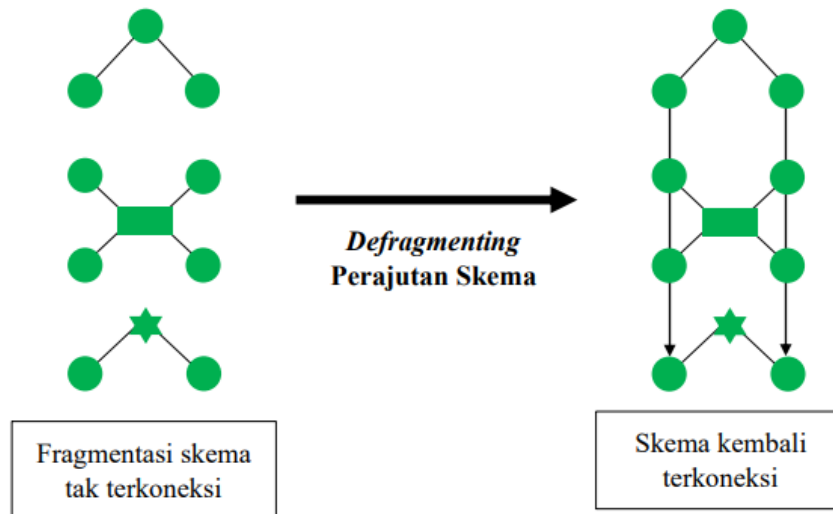 Defragmenting
Perajutan Skema
Fragmentasi skema
tak terkoneksi
Skema kembali
terkoneksi